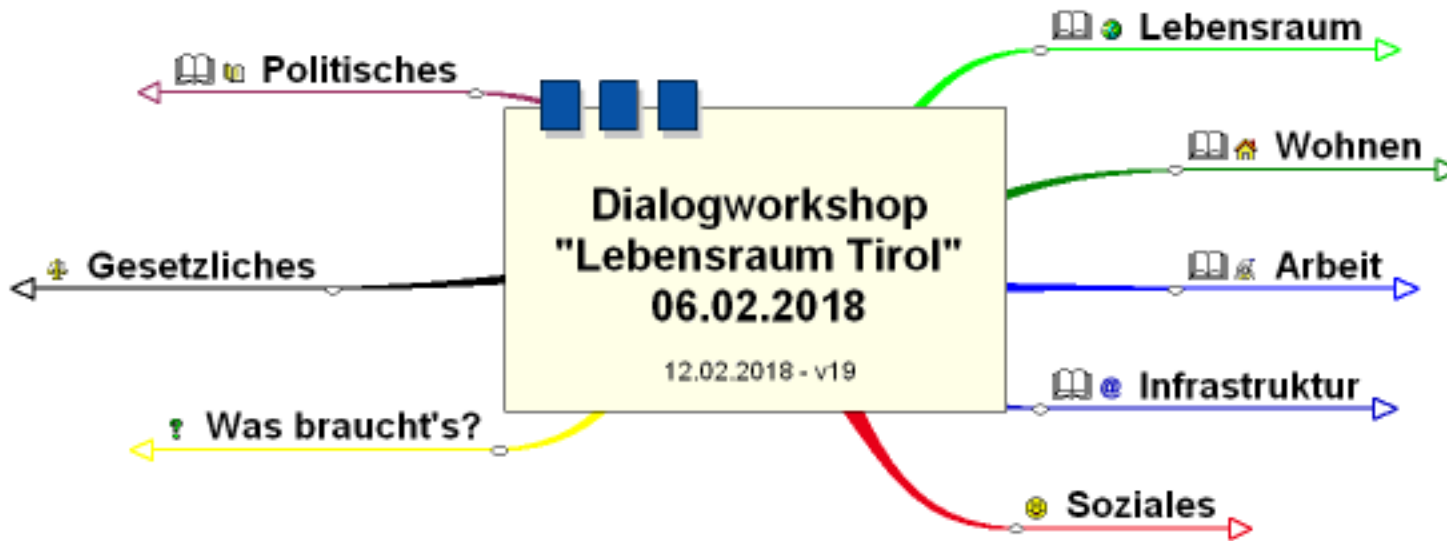 Dialogworkshop
"Lebensraum Tirol"
06.02.2018
12.02.2018 - v19
Lebensraum
Wohnen
Arbeit
@ Infrastruktur
Soziales
Politisches
Gesetzliches
Was braucht's?